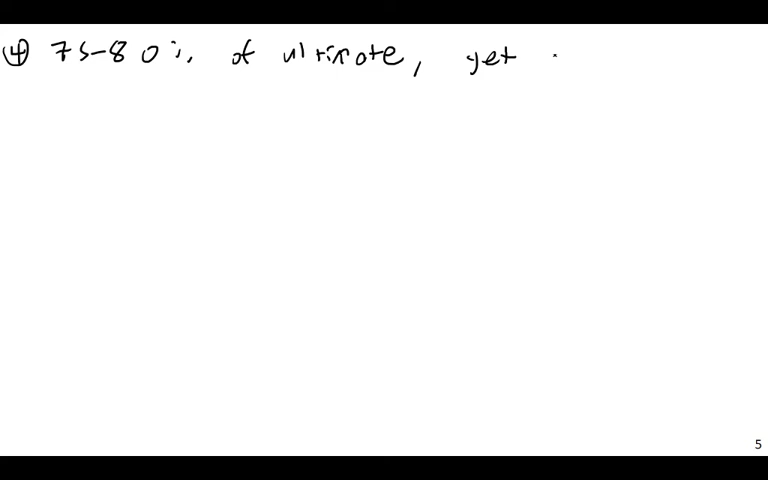 ④ 75-80% of ultimate, yet
5